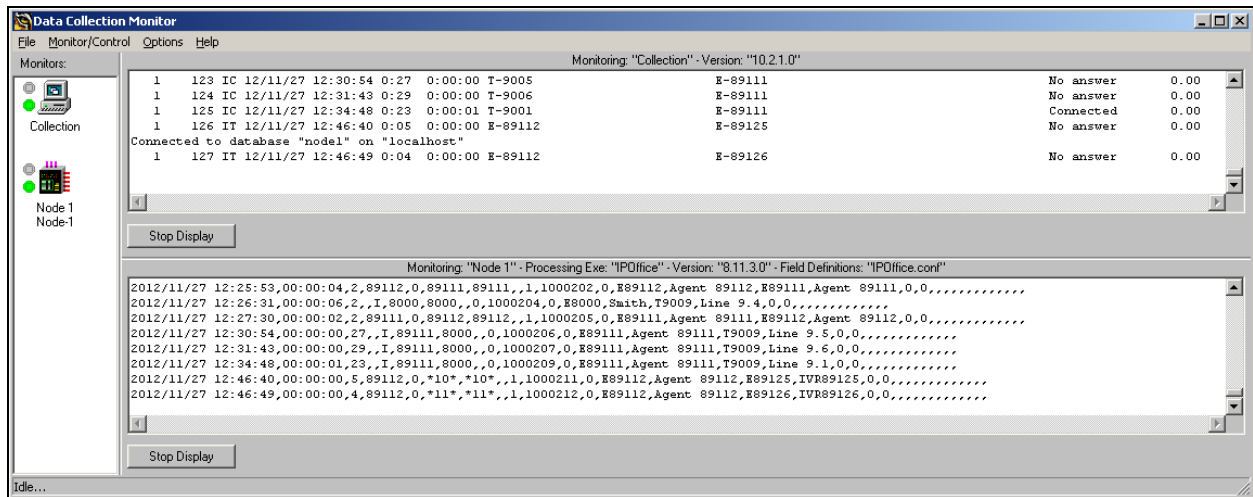 Data Collection Monitor
File Monitor/Control Options Help
Monitors:
Collection
Node 1
Node-1
Monitoring: "Collection" - Version: "10.2.1.0"
1 123 IC 12/11/27 12:30:54 0:27 0:00:00 T-9005 E-89111 No answer 0.00
1 124 IC 12/11/27 12:31:43 0:29 0:00:00 T-9006 E-89111 No answer 0.00
1 125 IC 12/11/27 12:34:48 0:23 0:00:01 T-9001 E-89111 Connected 0.00
1 126 IT 12/11/27 12:46:40 0:05 0:00:00 E-89112 E-89125 No answer 0.00
Connected to database "node1" on "localhost"
1 127 IT 12/11/27 12:46:49 0:04 0:00:00 E-89112 E-89126 No answer 0.00
Stop Display
Monitoring: "Node 1" - Processing Exe: "IPOffice" - Version: "8.11.3.0" - Field Definitions: "IPOffice.conf"
2012/11/27 12:25:53,00:00:04,2,89112,O,89111,89111,,1,1000202,0,E89112,Agent 89112,E89111,Agent 89111,0,0,,,,,,,,,,,,,
2012/11/27 12:26:31,00:00:06,2,,I,8000,8000,,0,1000204,0,E8000,Smith,T9009,Line 9.4,0,0,,,,,,,,,,,,,
2012/11/27 12:27:30,00:00:02,2,89111,O,89112,89112,,1,1000205,0,E89111,Agent 89111,E89112,Agent 89112,0,0,,,,,,,,,,,,,
2012/11/27 12:30:54,00:00:00,27,,I,89111,8000,,0,1000206,0,E89111,Agent 89111,T9009,Line 9.5,0,0,,,,,,,,,,,,,
2012/11/27 12:31:43,00:00:00,29,,I,89111,8000,,0,1000207,0,E89111,Agent 89111,T9009,Line 9.6,0,0,,,,,,,,,,,,,
2012/11/27 12:34:48,00:00:01,23,,I,89111,8000,,0,1000209,0,E89111,Agent 89111,T9009,Line 9.1,0,0,,,,,,,,,,,,,
2012/11/27 12:46:40,00:00:00,5,89112,O,*10*,*10*,,1,1000211,0,E89112,Agent 89112,E89125,IVR89125,0,0,,,,,,,,,,,,,
2012/11/27 12:46:49,00:00:00,4,89112,O,*11*,*11*,,1,1000212,0,E89112,Agent 89112,E89126,IVR89126,0,0,,,,,,,,,,,,,
Stop Display
Idle...